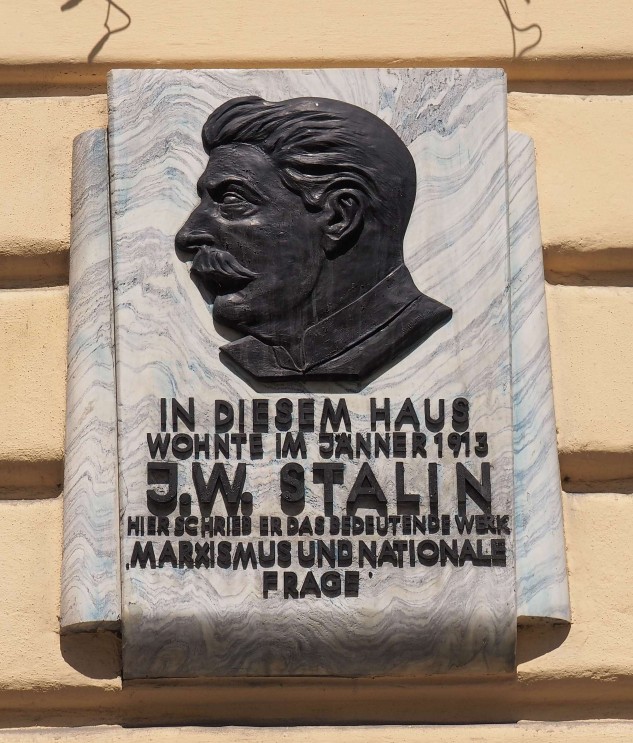 IN DIESEM HAUS
WOHNTE IM JÄNNER 1913
J.W. STALIN
HIER SCHRIEB ER DAS BEDEUTENDE WERK
‚MARXISMUS UND NATIONALE
FRAGE‘